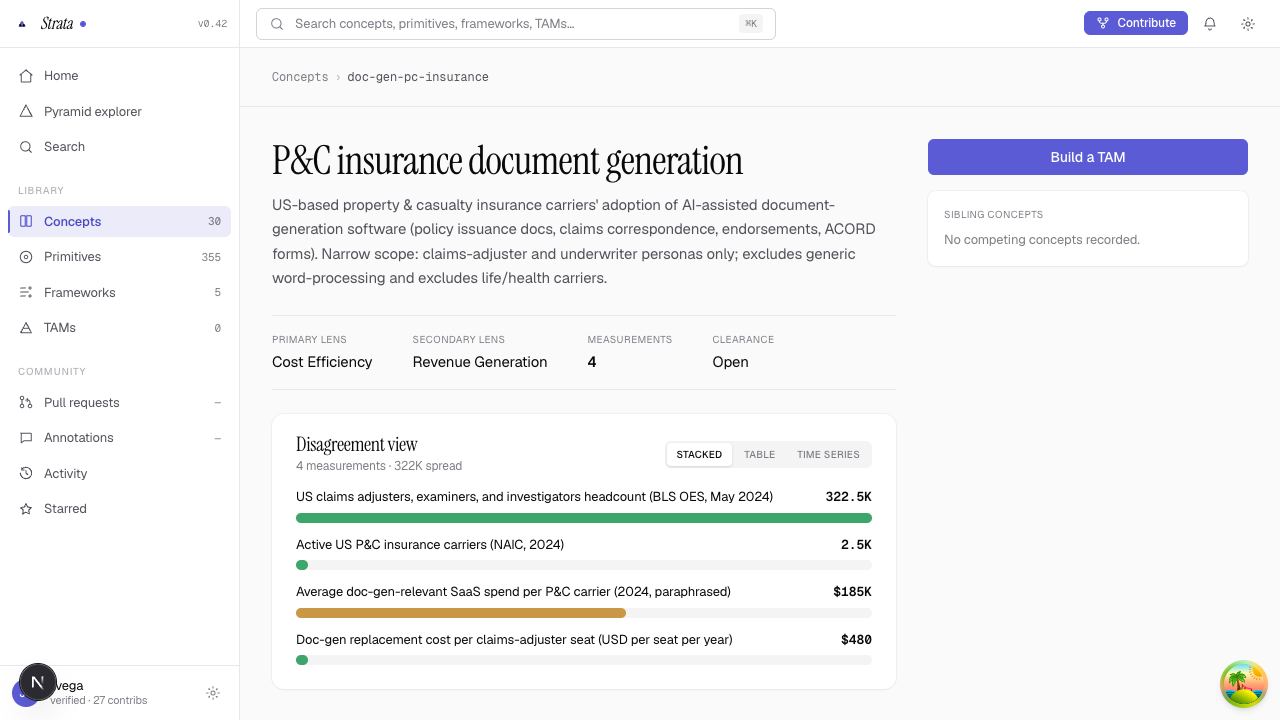 Strata
v0.42
Search concepts, primitives, frameworks, TAMs…
⌘K
Contribute
Home
Pyramid explorer
Search
LIBRARY
Concepts 30
Primitives 355
Frameworks 5
TAMs 0
COMMUNITY
Pull requests –
Annotations –
Activity
Starred
N
vega
verified · 27 contribs
Concepts › doc-gen-pc-insurance
P&C insurance document generation
US-based property & casualty insurance carriers' adoption of AI-assisted document-
generation software (policy issuance docs, claims correspondence, endorsements, ACORD
forms). Narrow scope: claims-adjuster and underwriter personas only; excludes generic
word-processing and excludes life/health carriers.
PRIMARY LENS
Cost Efficiency
SECONDARY LENS
Revenue Generation
MEASUREMENTS
4
CLEARANCE
Open
Disagreement view
4 measurements · 322K spread
STACKED TABLE TIME SERIES
US claims adjusters, examiners, and investigators headcount (BLS OES, May 2024) 322.5K
Active US P&C insurance carriers (NAIC, 2024) 2.5K
Average doc-gen-relevant SaaS spend per P&C carrier (2024, paraphrased) $185K
Doc-gen replacement cost per claims-adjuster seat (USD per seat per year) $480
Build a TAM
SIBLING CONCEPTS
No competing concepts recorded.